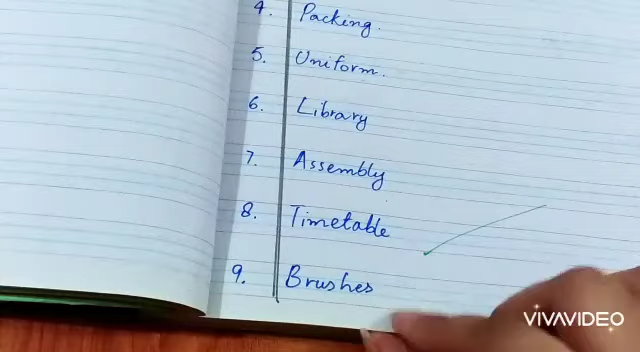 4. Packing.
5. Uniform.
6. Library
7. Assembly
8. Timetable
9. Brushes
VIVAVIDEO